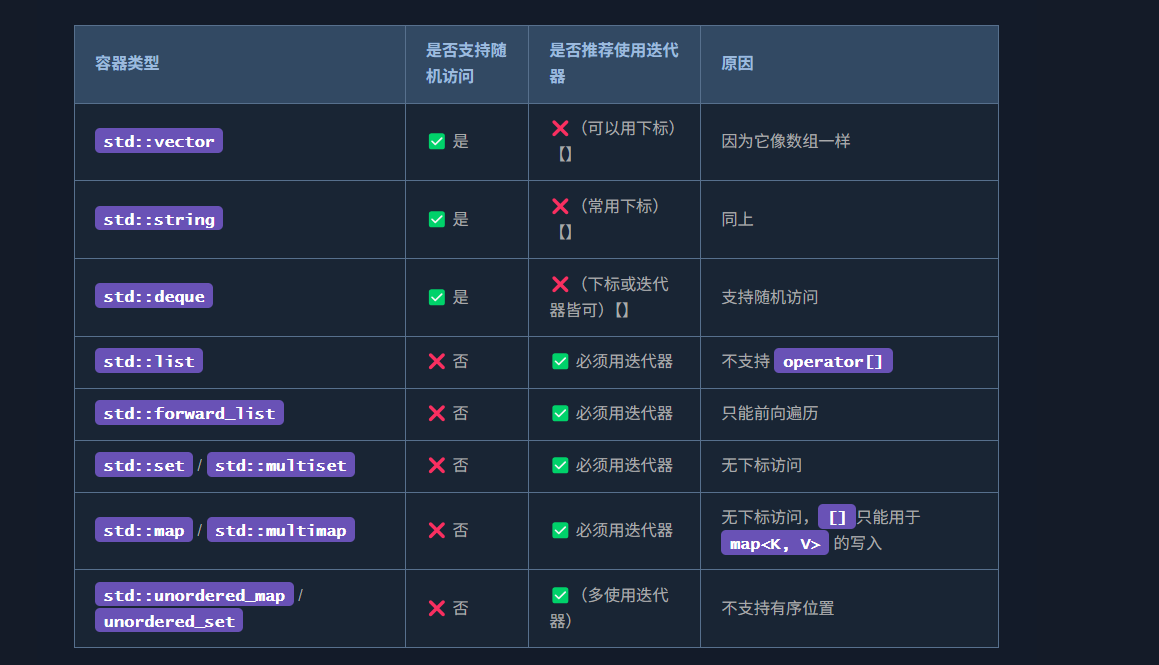 容器类型
是否支持随
机访问
是否推荐使用迭代
器
原因
std::vector
✅ 是
❌（可以用下标）
【】
因为它像数组一样
std::string
✅ 是
❌（常用下标）
【】
同上
std::deque
✅ 是
❌（下标或迭代
器皆可）【】
支持随机访问
std::list
❌ 否
✅ 必须用迭代器
不支持 operator[]
std::forward_list
❌ 否
✅ 必须用迭代器
只能前向遍历
std::set / std::multiset
❌ 否
✅ 必须用迭代器
无下标访问
std::map / std::multimap
❌ 否
✅ 必须用迭代器
无下标访问，[]只能用于
map<K, V> 的写入
std::unordered_map /
unordered_set
❌ 否
✅（多使用迭代
器）
不支持有序位置